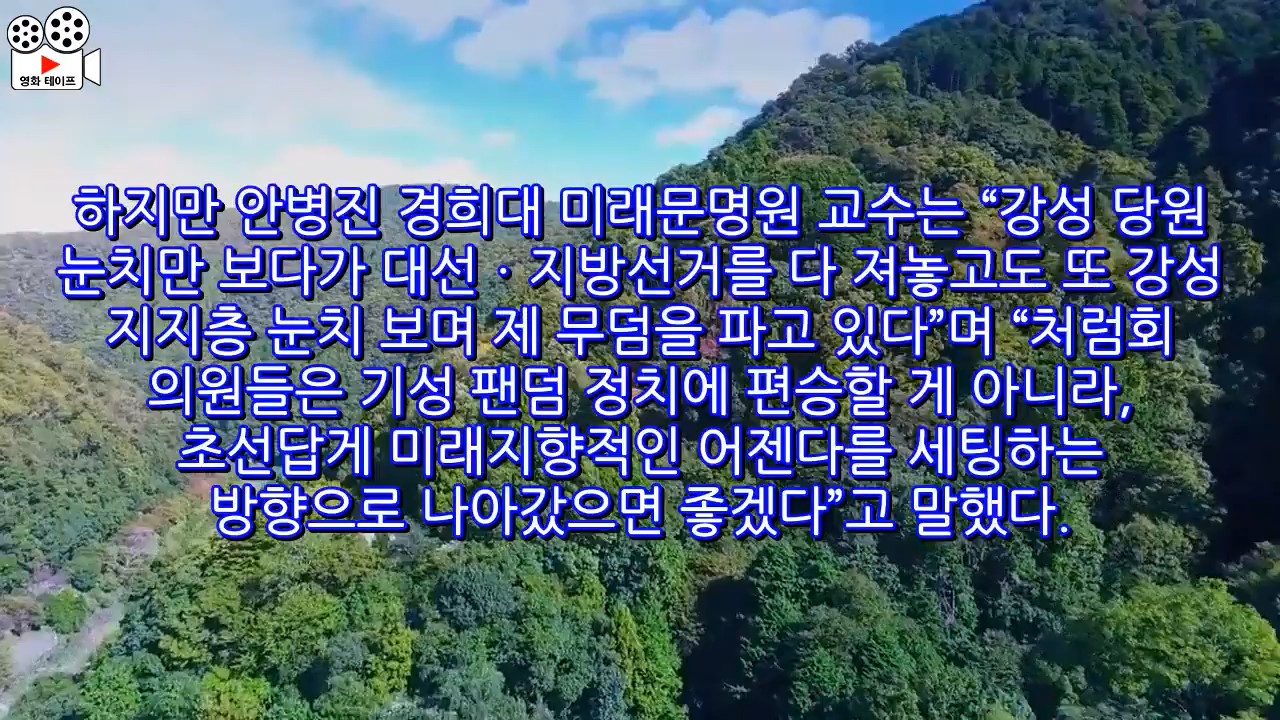 영화 테이프
하지만 안병진 경희대 미래문명원 교수는 “강성 당원
눈치만 보다가 대선·지방선거를 다 져놓고도 또 강성
지지층 눈치 보며 제 무덤을 파고 있다”며 “처럼회
의원들은 기성 팬덤 정치에 편승할 게 아니라,
초선답게 미래지향적인 어젠다를 세팅하는
방향으로 나아갔으면 좋겠다”고 말했다.